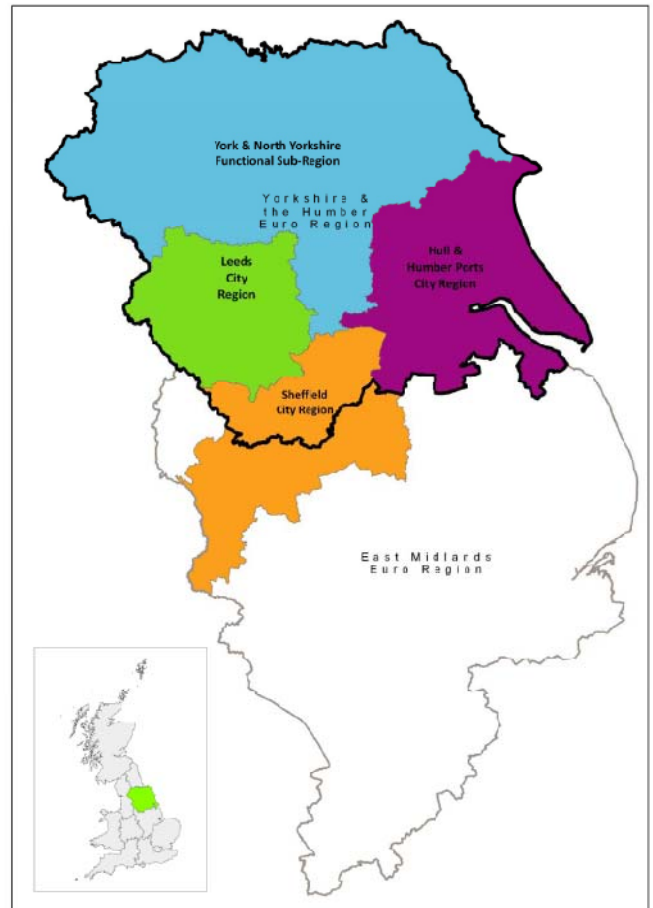 York & North Yorkshire
Functional Sub-Region
Yorkshire &
the Humber
Euro Region
Hull &
Humber Ports
City Region
Leeds
City
Region
Sheffield
City Region
East Midlands
Euro Region